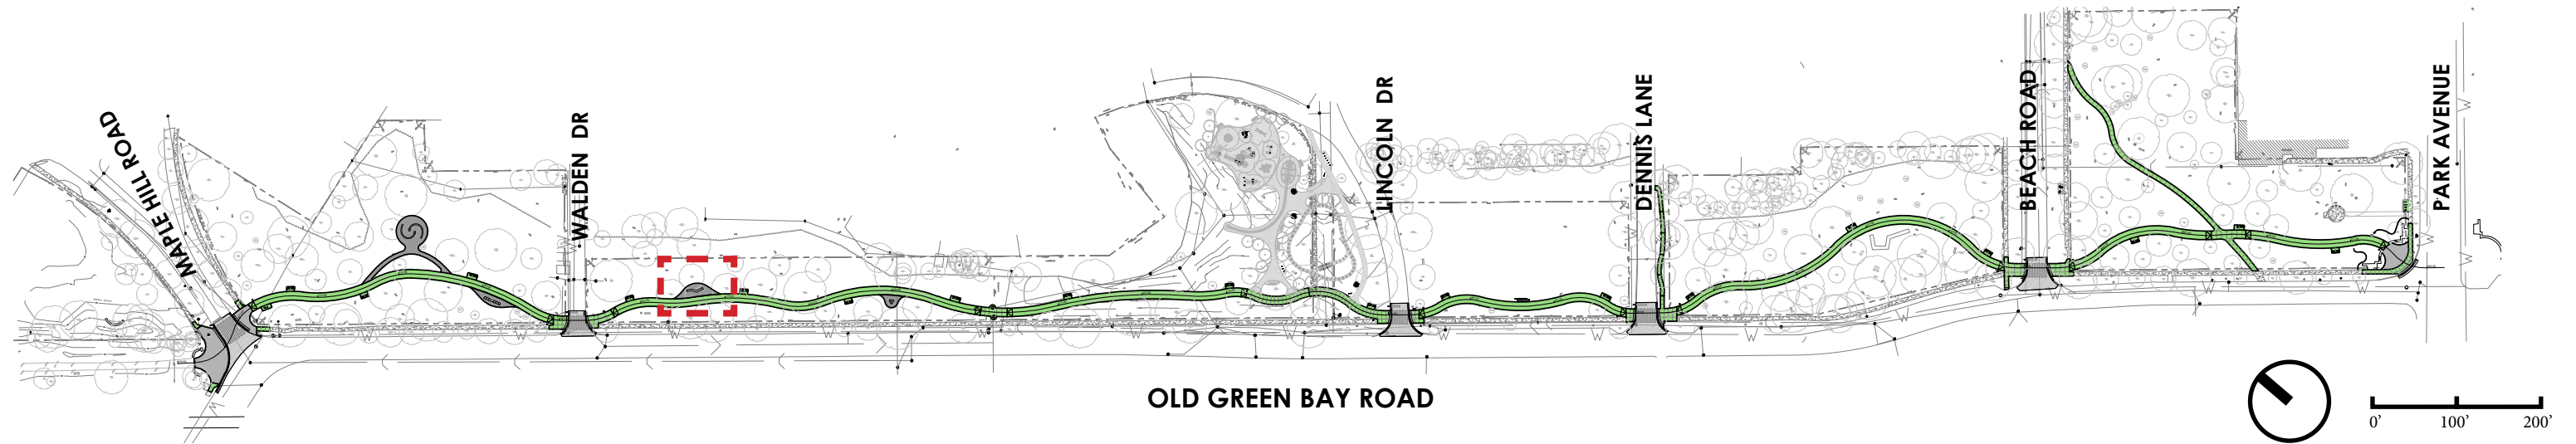 MAPLE HILL ROAD
WALDEN DR
LINCOLN DR
DENNIS LANE
BEACH ROAD
PARK AVENUE
OLD GREEN BAY ROAD
0' 100' 200'